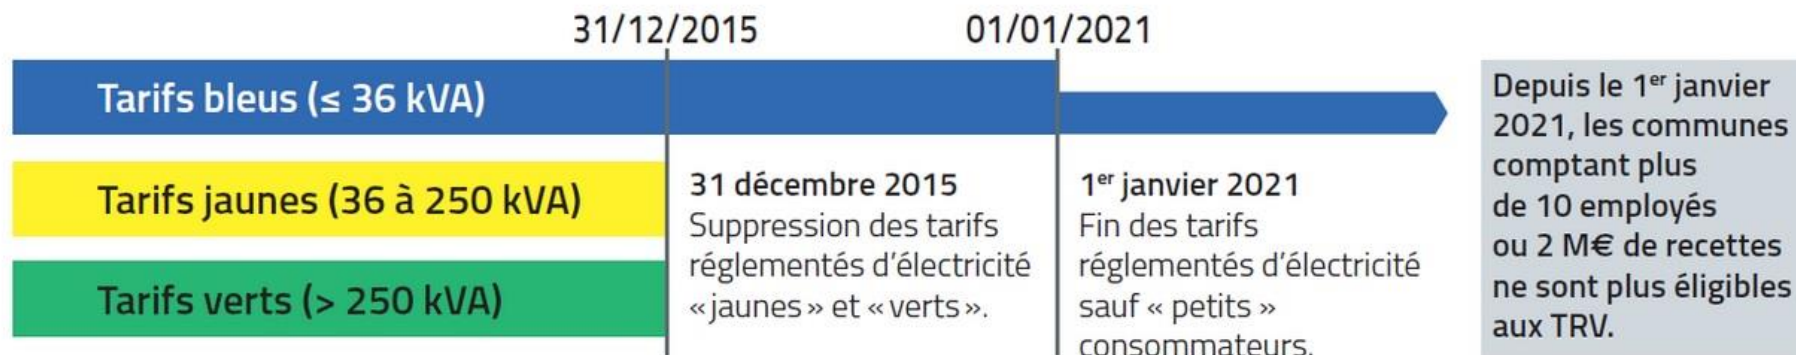 31/12/2015
01/01/2021
Tarifs bleus (≤ 36 kVA)
Tarifs jaunes (36 à 250 kVA)
Tarifs verts (> 250 kVA)
31 décembre 2015
Suppression des tarifs
réglementés d’électricité
« jaunes » et « verts ».
1er janvier 2021
Fin des tarifs
réglementés d’électricité
sauf « petits »
consommateurs.
Depuis le 1er janvier
2021, les communes
comptant plus
de 10 employés
ou 2 M€ de recettes
ne sont plus éligibles
aux TRV.